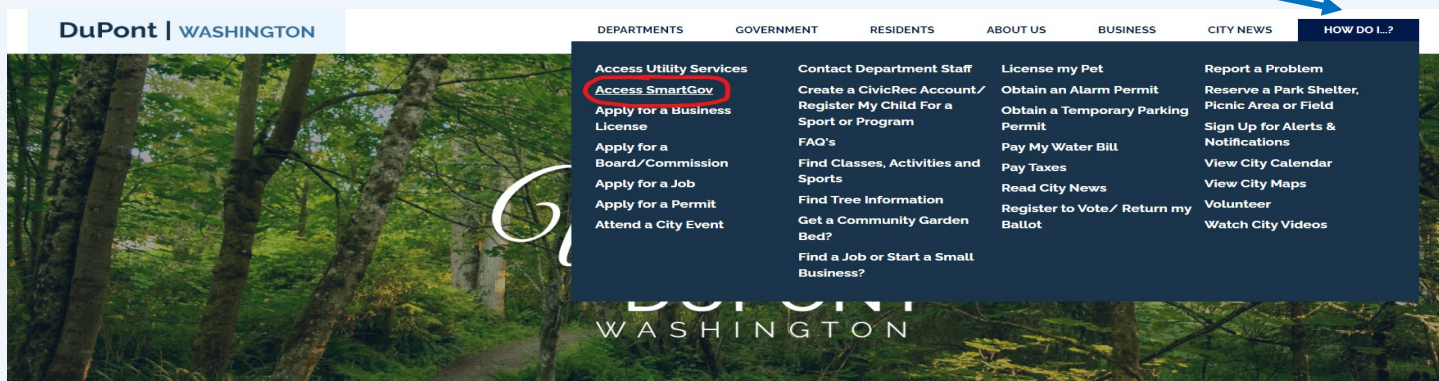 DuPont | WASHINGTON
DEPARTMENTS GOVERNMENT RESIDENTS ABOUT US BUSINESS CITY NEWS HOW DO I...?
Access Utility Services
Access SmartGov
Apply for a Business
License
Apply for a
Board/Commission
Apply for a Job
Apply for a Permit
Attend a City Event
Contact Department Staff
Create a CivicRec Account/
Register My Child For a
Sport or Program
FAQ's
Find Classes, Activities and
Sports
Find Tree Information
Get a Community Garden
Bed?
Find a Job or Start a Small
Business?
License my Pet
Obtain an Alarm Permit
Obtain a Temporary Parking
Permit
Pay My Water Bill
Pay Taxes
Read City News
Register to Vote/ Return my
Ballot
Report a Problem
Reserve a Park Shelter,
Picnic Area or Field
Sign Up for Alerts &
Notifications
View City Calendar
View City Maps
Volunteer
Watch City Videos
DUPONT
WASHINGTON